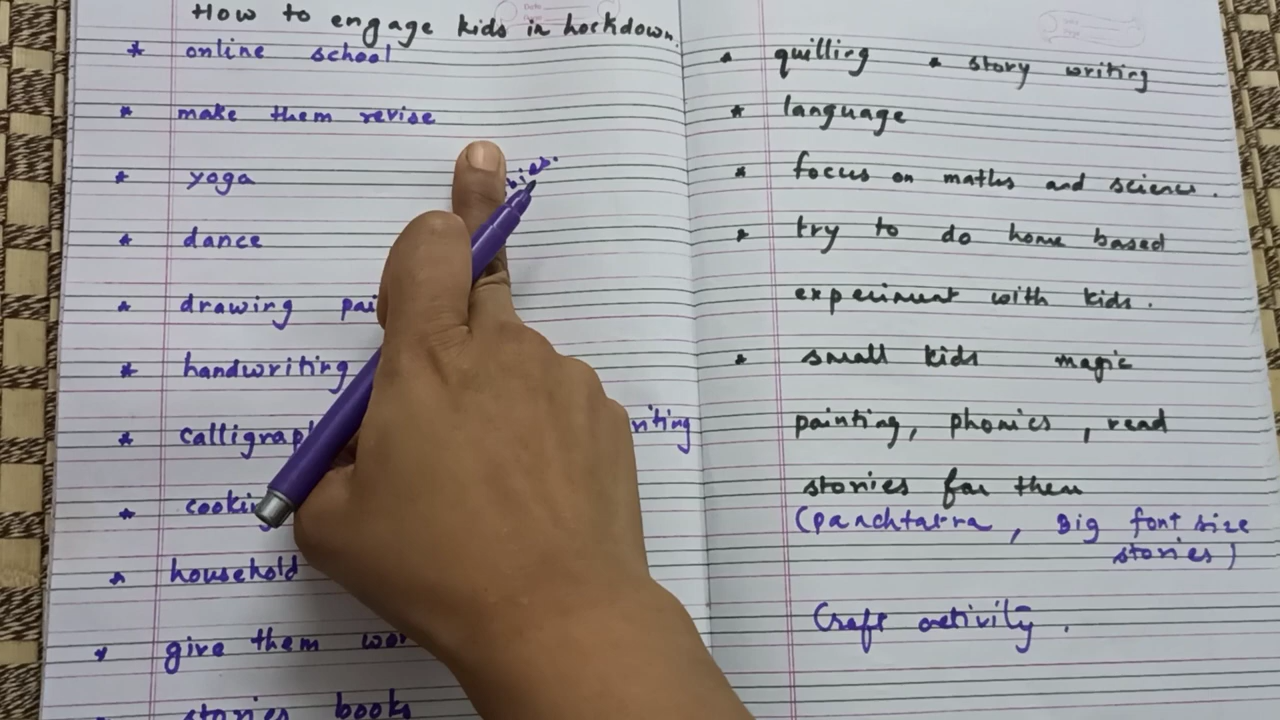 How to engage kids in lockdown.
* online school
* make them revise
* yoga
* dance
* drawing
* handwriting
*
*
* household
* give them
* stories books
* quilling * story writing
* language
* focus on maths and science.
* try to do home based
experiment with kids.
* small kids magic
painting, phonics, read
stories for them
(panchtatra, Big font size
stories)
Craft activity.